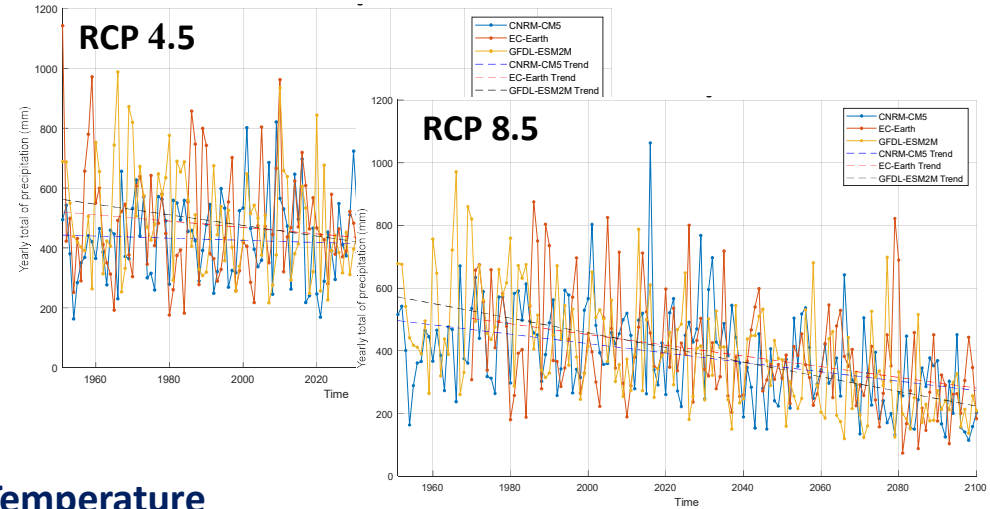 RCP 4.5
Yearly total of precipitation (mm)
1200
1000
800
600
400
200
0
1960
1980
2000
2020
Time
CNRM-CM5
EC-Earth
GFDL-ESM2M
CNRM-CM5 Trend
EC-Earth Trend
GFDL-ESM2M Trend
RCP 8.5
Yearly total of precipitation (mm)
1200
1000
800
600
400
200
0
1960
1980
2000
2020
2040
2060
2080
2100
Time
CNRM-CM5
EC-Earth
GFDL-ESM2M
CNRM-CM5 Trend
EC-Earth Trend
GFDL-ESM2M Trend
Temperature